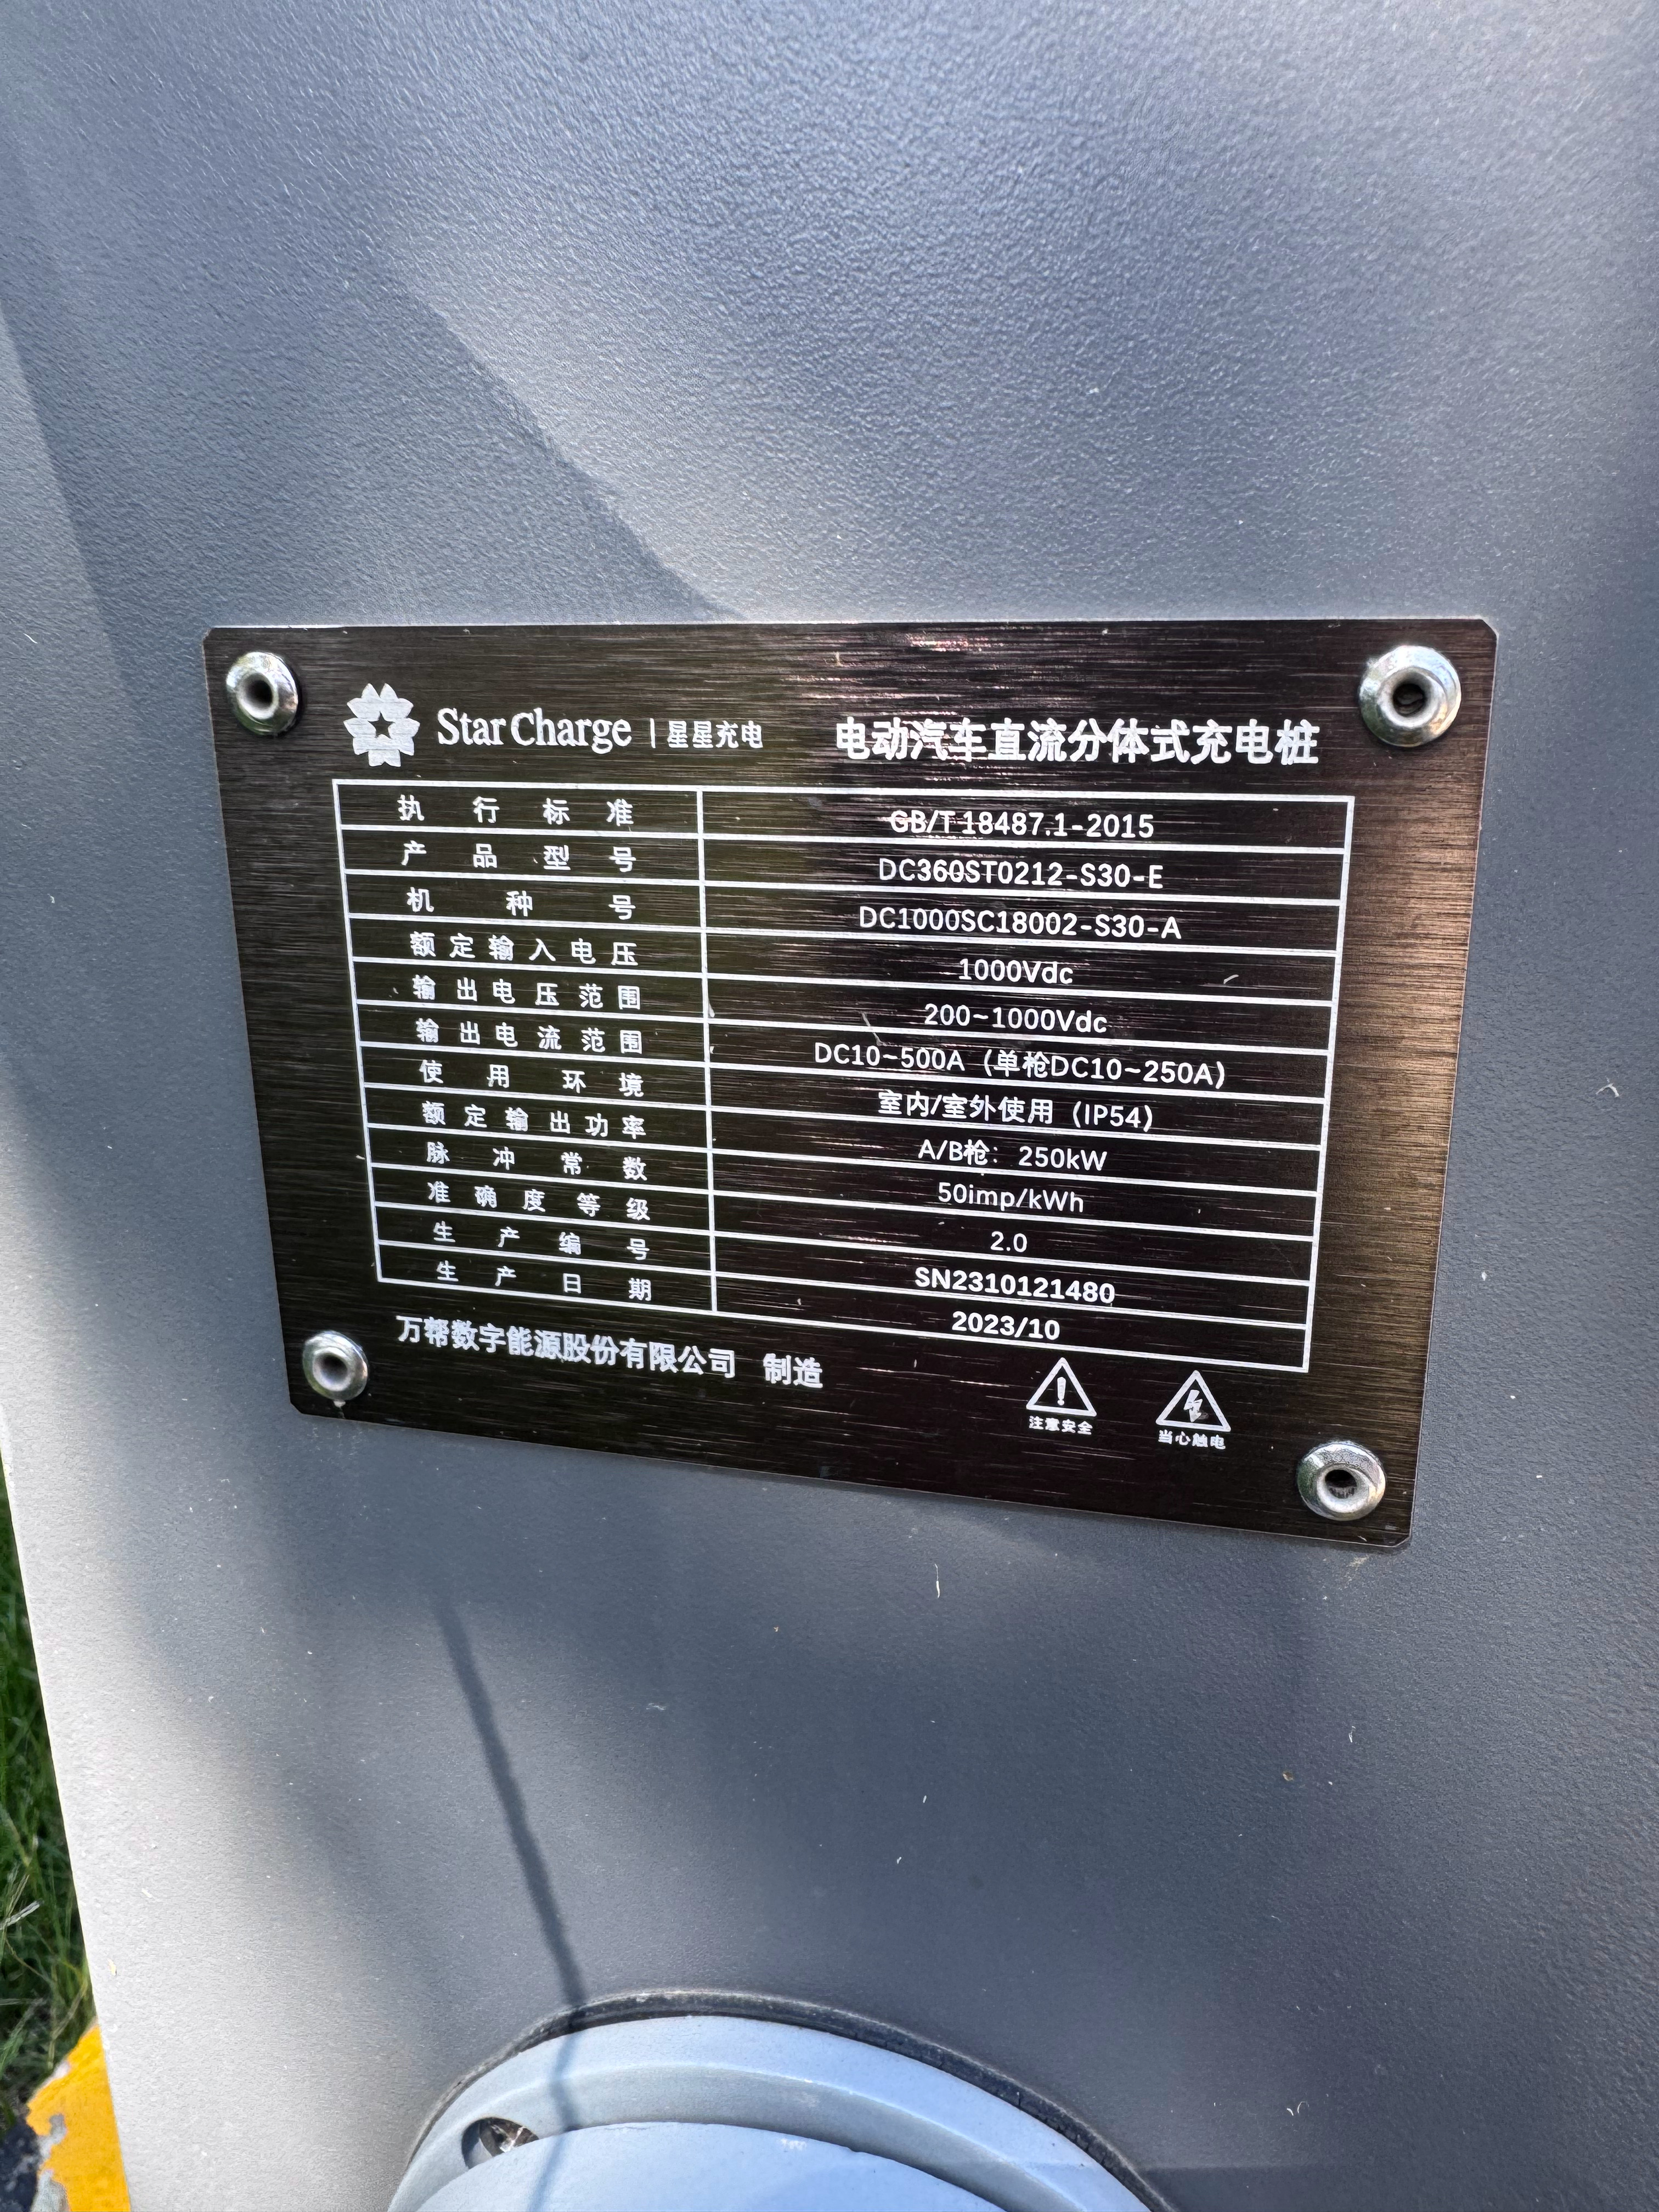 StarCharge | 星星充电 电动汽车直流分体式充电桩
执行标准 GB/T 18487.1-2015
产品型号 DC360ST0212-S30-E
机种号 DC1000SC18002-S30-A
额定输入电压 1000Vdc
输出电压范围 200~1000Vdc
输出电流范围 DC10~500A（单枪DC10~250A）
使用环境 室内/室外使用（IP54）
额定输出功率 A/B枪：250kW
脉冲常数 50imp/kWh
准确度等级 2.0
生产编号 SN2310121480
生产日期 2023/10
万帮数字能源股份有限公司 制造
注意安全 当心触电